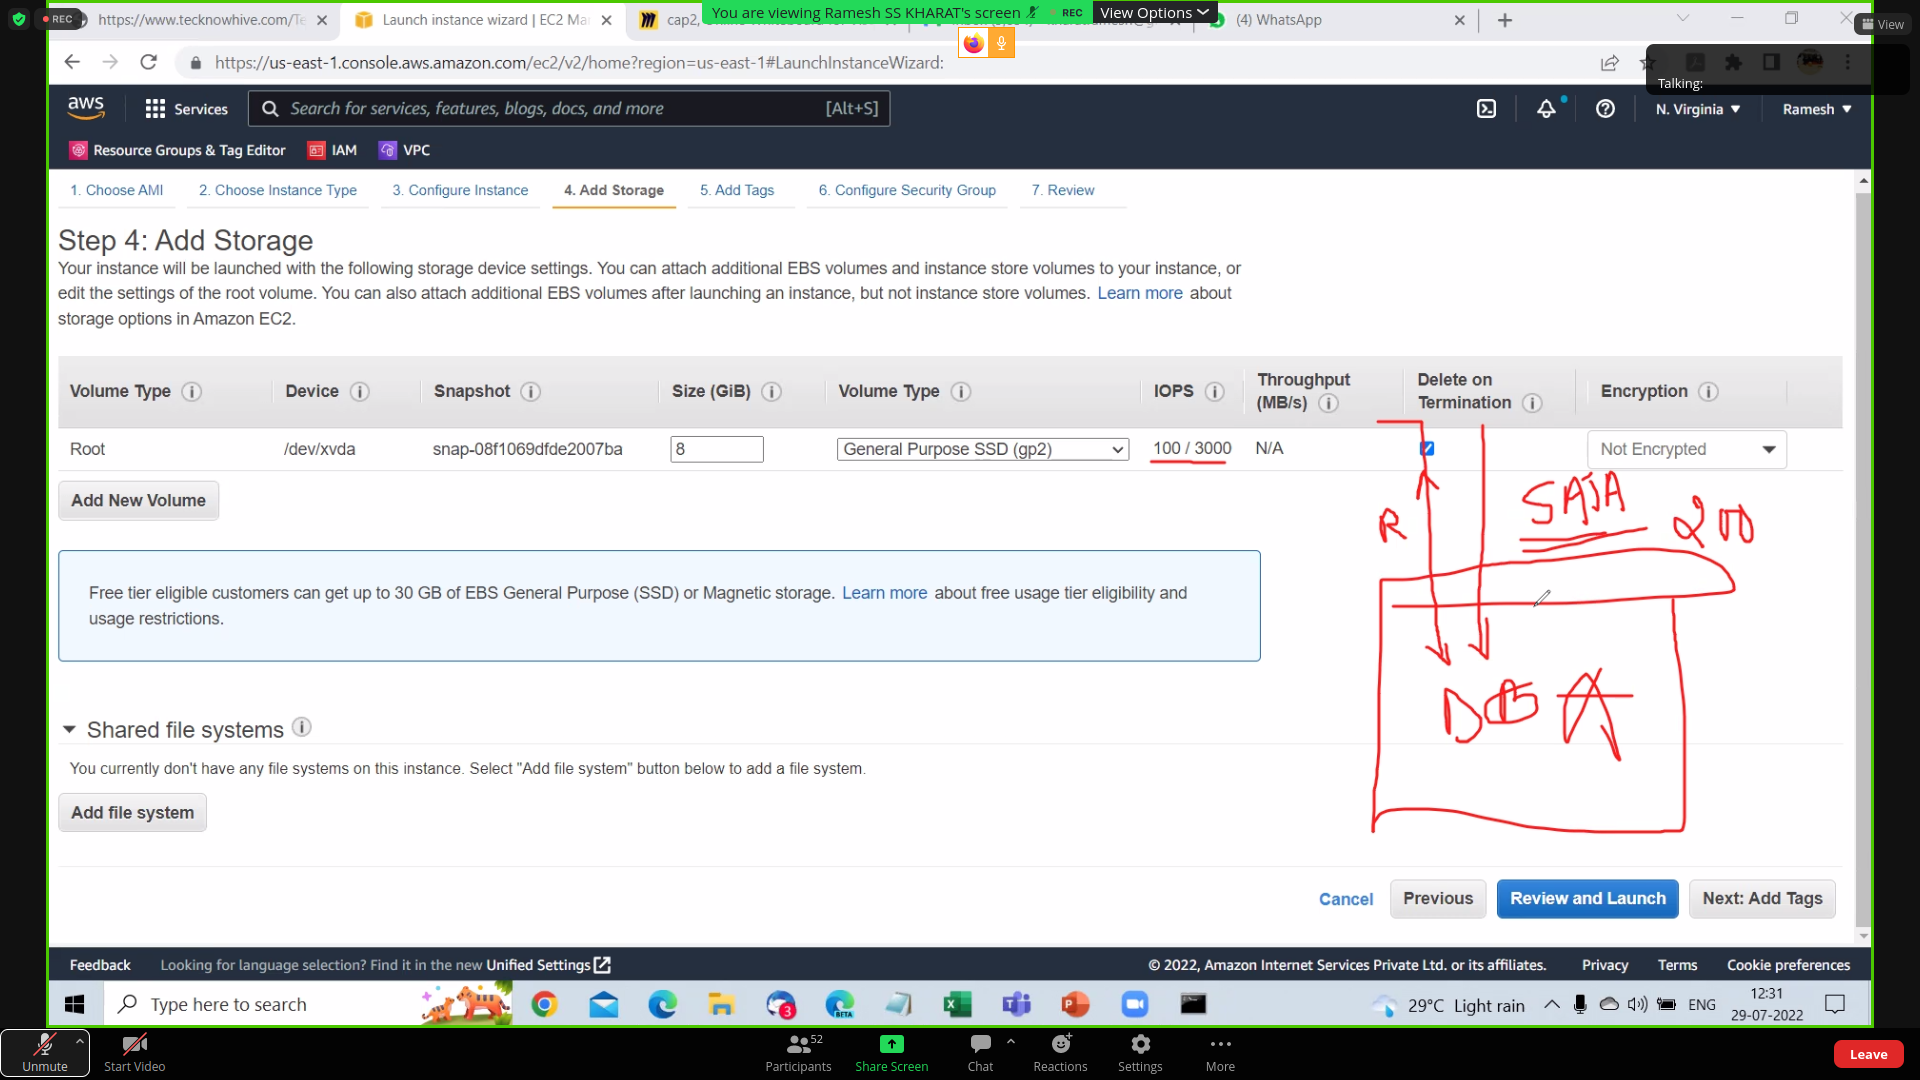 REC
https://www.tecknowhive.com/Te
Launch instance wizard | EC2 Ma
You are viewing Ramesh SS KHARAT's screen
REC
View Options
(4) WhatsApp
View
https://us-east-1.console.aws.amazon.com/ec2/v2/home?region=us-east-1#LaunchInstanceWizard:
Talking:
aws
Services
Search for services, features, blogs, docs, and more
[Alt+S]
N. Virginia
Ramesh
Resource Groups & Tag Editor
IAM
VPC
1. Choose AMI
2. Choose Instance Type
3. Configure Instance
4. Add Storage
5. Add Tags
6. Configure Security Group
7. Review
Step 4: Add Storage
Your instance will be launched with the following storage device settings. You can attach additional EBS volumes and instance store volumes to your instance, or
edit the settings of the root volume. You can also attach additional EBS volumes after launching an instance, but not instance store volumes. Learn more about
storage options in Amazon EC2.
Volume Type
Device
Snapshot
Size (GiB)
Volume Type
IOPS
Throughput
(MB/s)
Delete on
Termination
Encryption
Root
/dev/xvda
snap-08f1069dfde2007ba
8
General Purpose SSD (gp2)
100 / 3000
N/A
Not Encrypted
Add New Volume
R
SATA
200
Free tier eligible customers can get up to 30 GB of EBS General Purpose (SSD) or Magnetic storage. Learn more about free usage tier eligibility and
usage restrictions.
Shared file systems
You currently don't have any file systems on this instance. Select "Add file system" button below to add a file system.
Add file system
Cancel
Previous
Review and Launch
Next: Add Tags
Feedback
Looking for language selection? Find it in the new Unified Settings
© 2022, Amazon Internet Services Private Ltd. or its affiliates.
Privacy
Terms
Cookie preferences
Type here to search
3
BETA
29°C Light rain
ENG
12:31
29-07-2022
Unmute
Start Video
Participants
52
Share Screen
Chat
Reactions
Settings
More
Leave